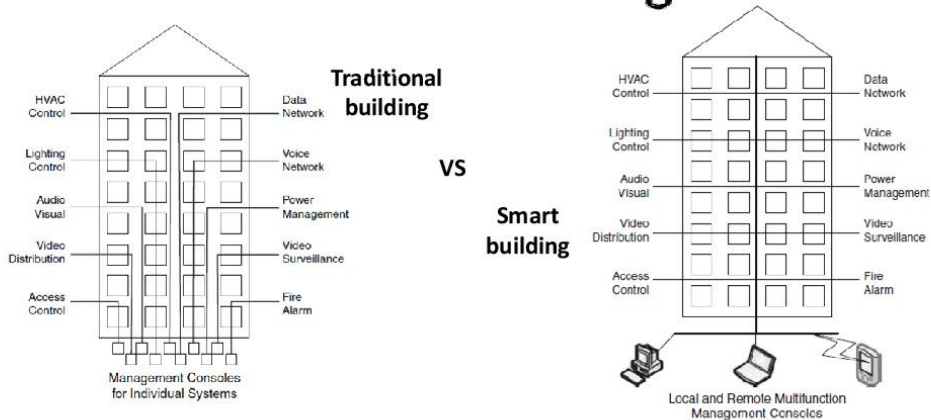 Traditional
building
HVAC
Control
Data
Network
Lighting
Control
Voice
Network
Audio
Visual
Power
Management
Video
Distribution
Video
Surveillance
Access
Control
Fire
Alarm
Management Consoles
for Individual Systems
VS
Smart
building
HVAC
Control
Data
Network
Lighting
Control
Voice
Network
Audio
Visual
Power
Management
Video
Distribution
Video
Surveillance
Access
Control
Fire
Alarm
Local and Remote Multifunction
Management Consoles